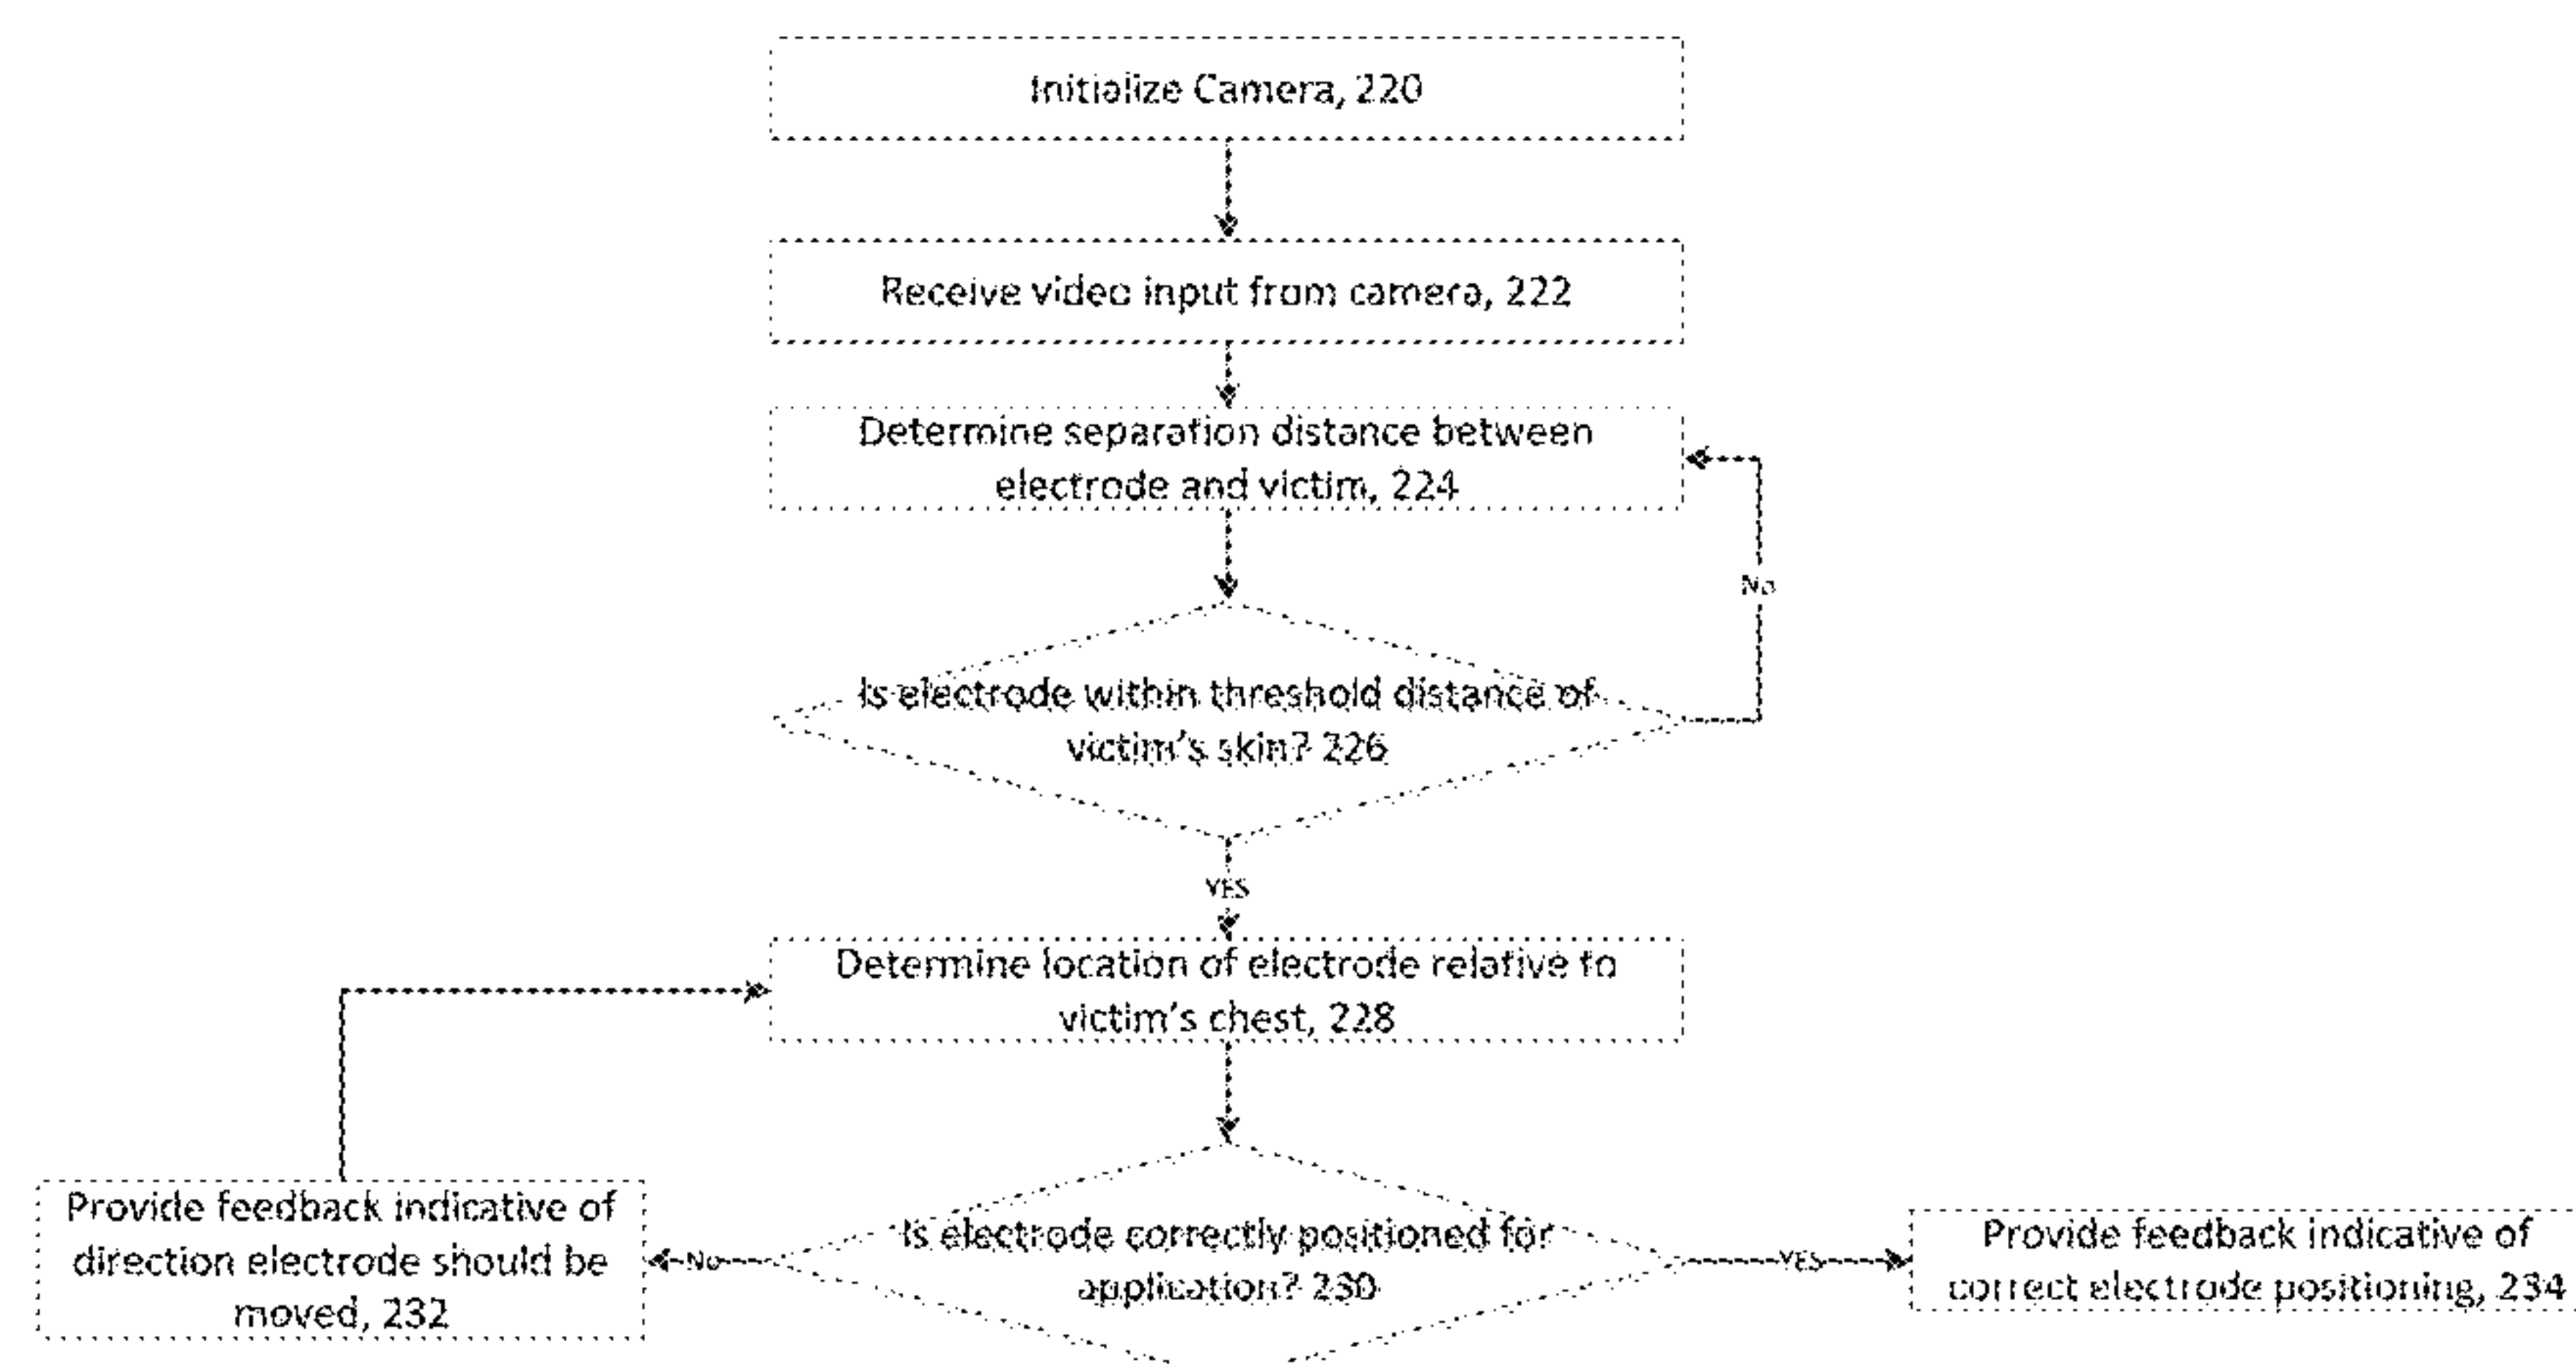 Initialize Camera, 220
Receive video input from camera, 222
Determine separation distance between
electrode and victim, 224
No
Is electrode within threshold distance of
victim's skin? 226
YES
Determine location of electrode relative to
victim's chest, 228
Provide feedback indicative of
direction electrode should be
moved, 232
No
Is electrode correctly positioned for
application? 230
YES
Provide feedback indicative of
correct electrode positioning, 234